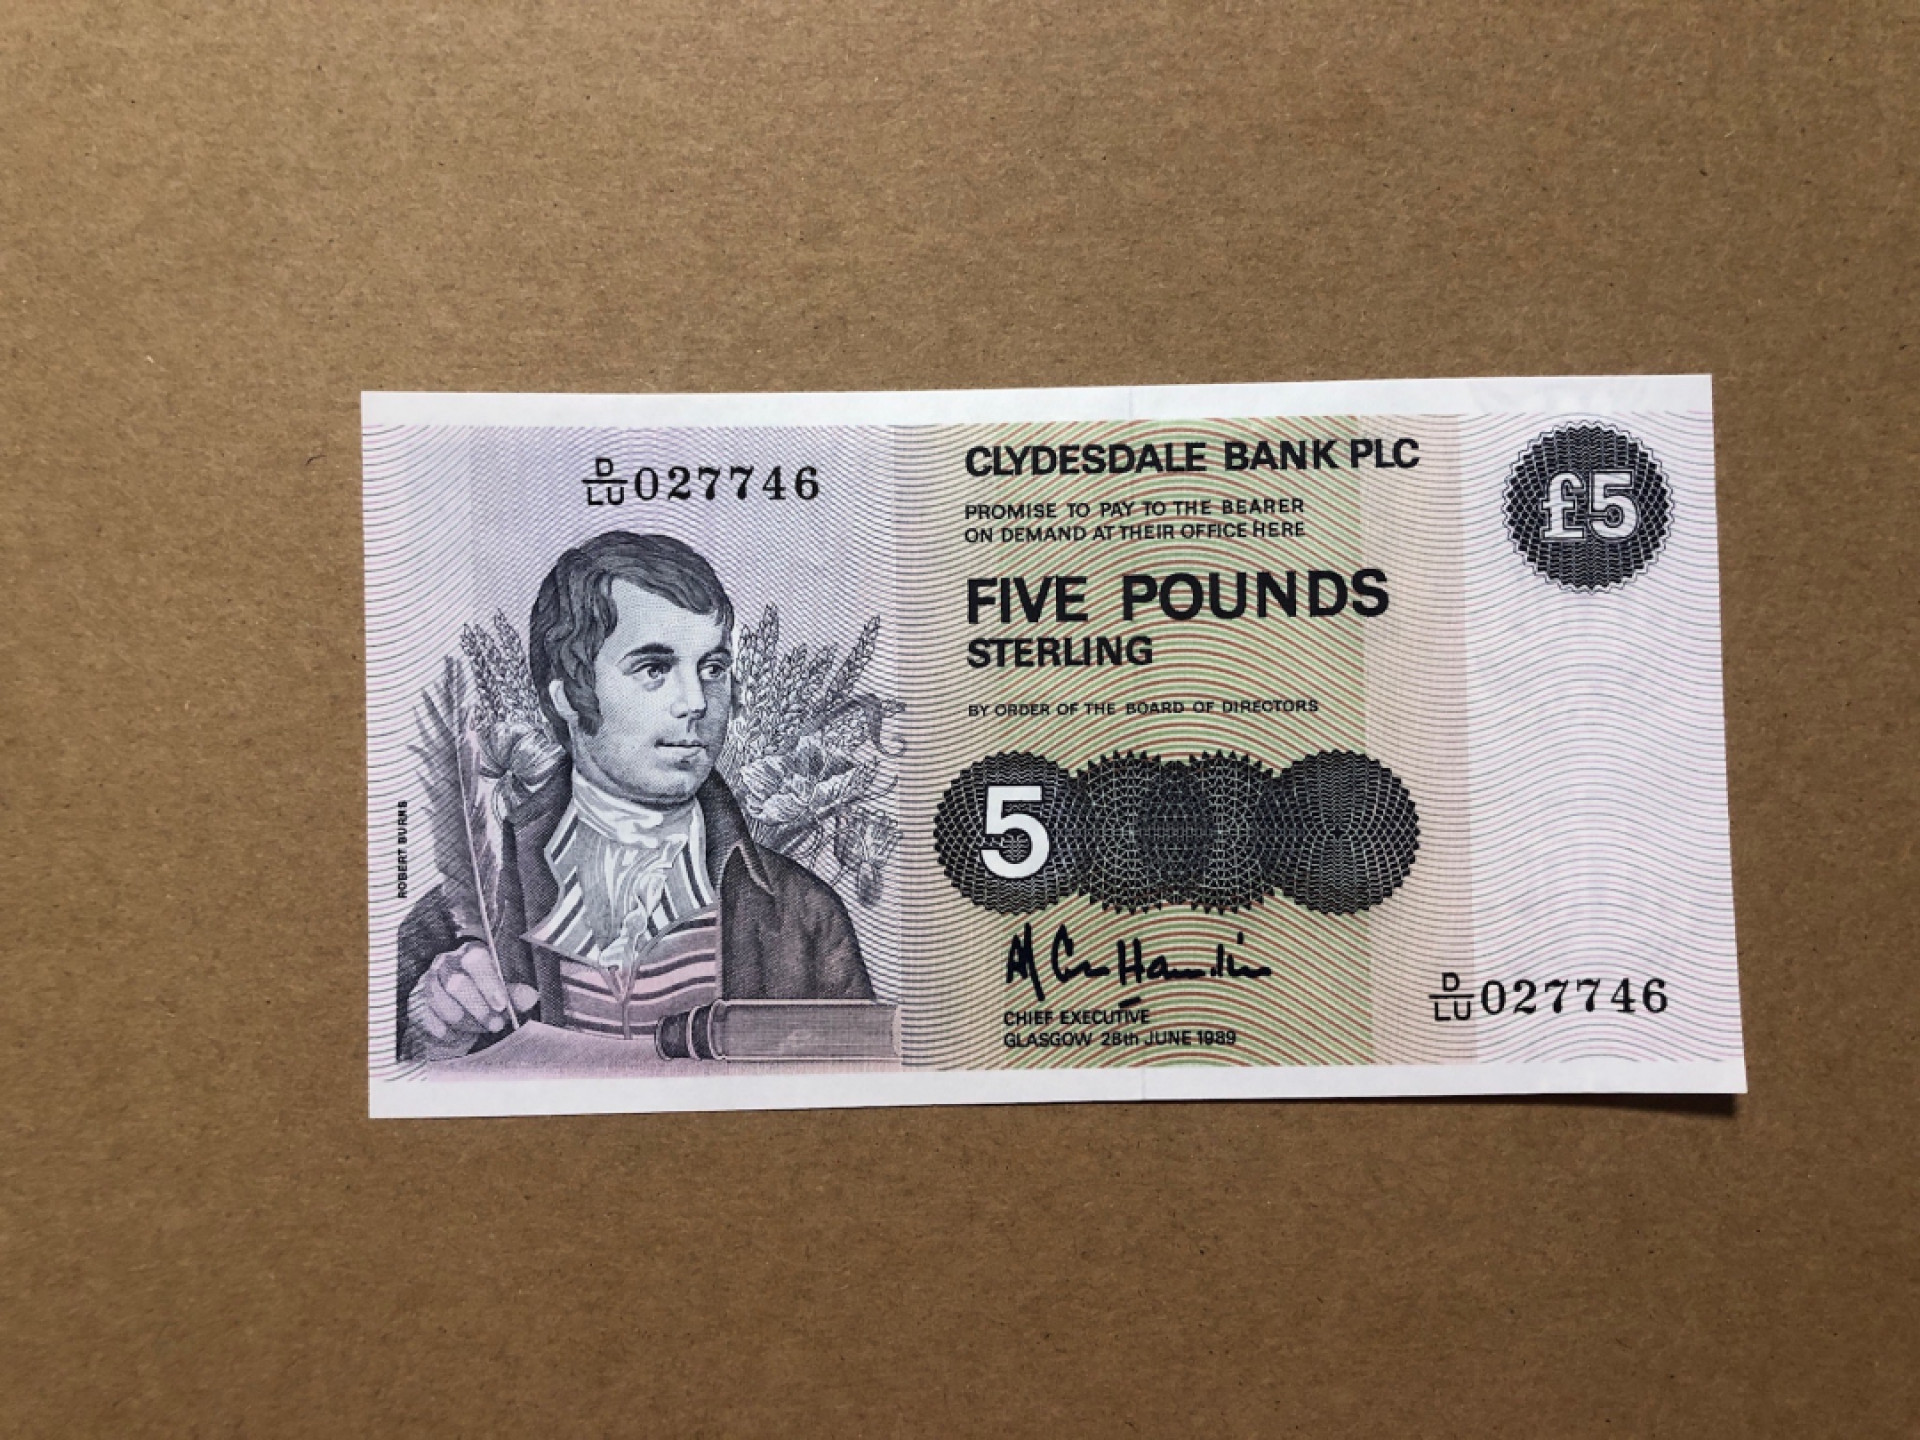 D/LU 027746
CLYDESDALE BANK PLC
PROMISE TO PAY TO THE BEARER
ON DEMAND AT THEIR OFFICE HERE
£5
FIVE POUNDS
STERLING
BY ORDER OF THE BOARD OF DIRECTORS
5
ROBERT BURNS
CHIEF EXECUTIVE
GLASGOW 28th JUNE 1989
D/LU 027746